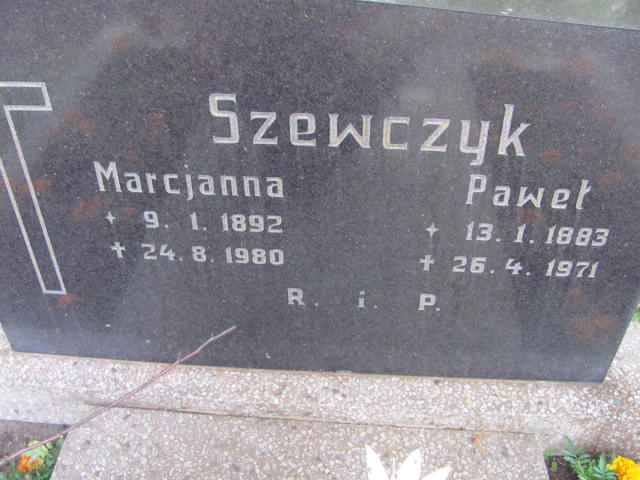 Szewczyk
Marcjanna Paweł
* 9. 1. 1892 * 13. 1. 1883
✝ 24. 8. 1980 ✝ 26. 4. 1971
R. i. P.